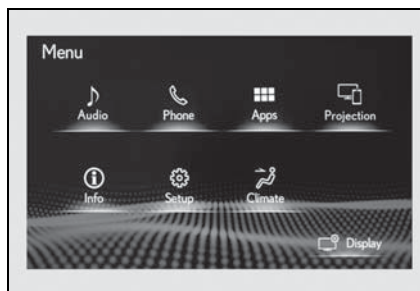 Menu
Audio Phone Apps Projection
Info Setup Climate
Display